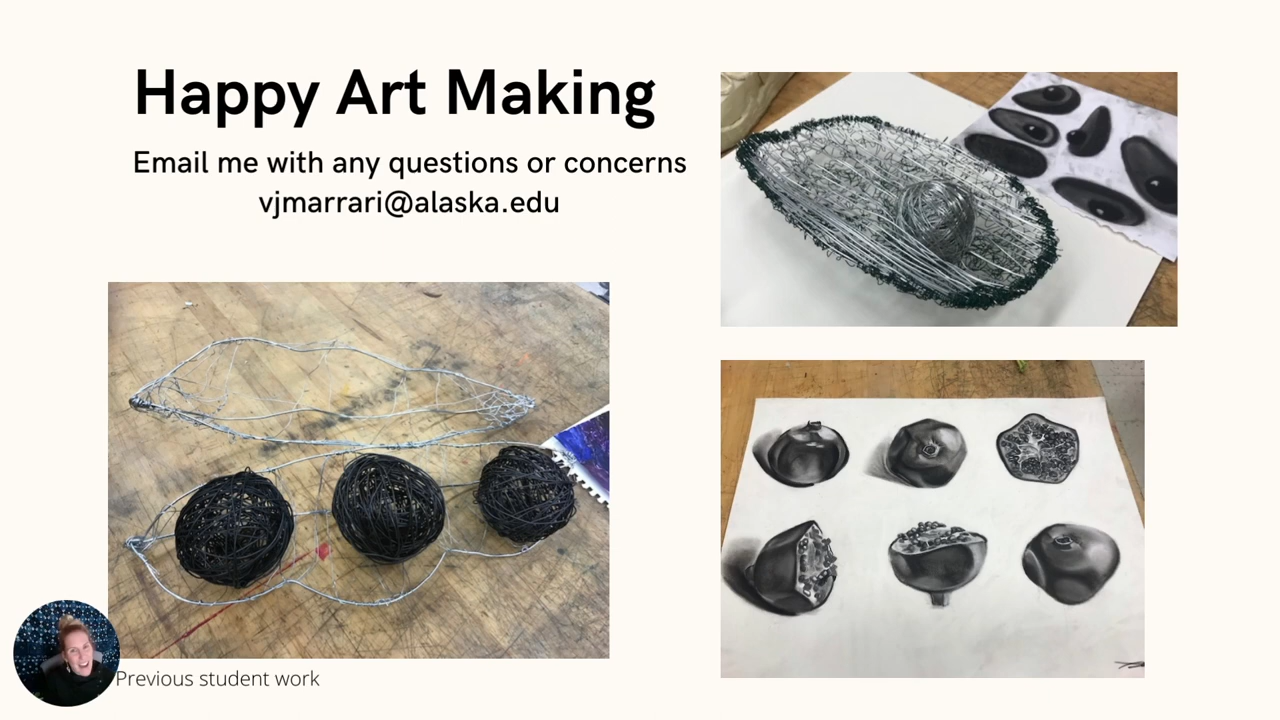 Happy Art Making
Email me with any questions or concerns
vjmarrari@alaska.edu
Previous student work